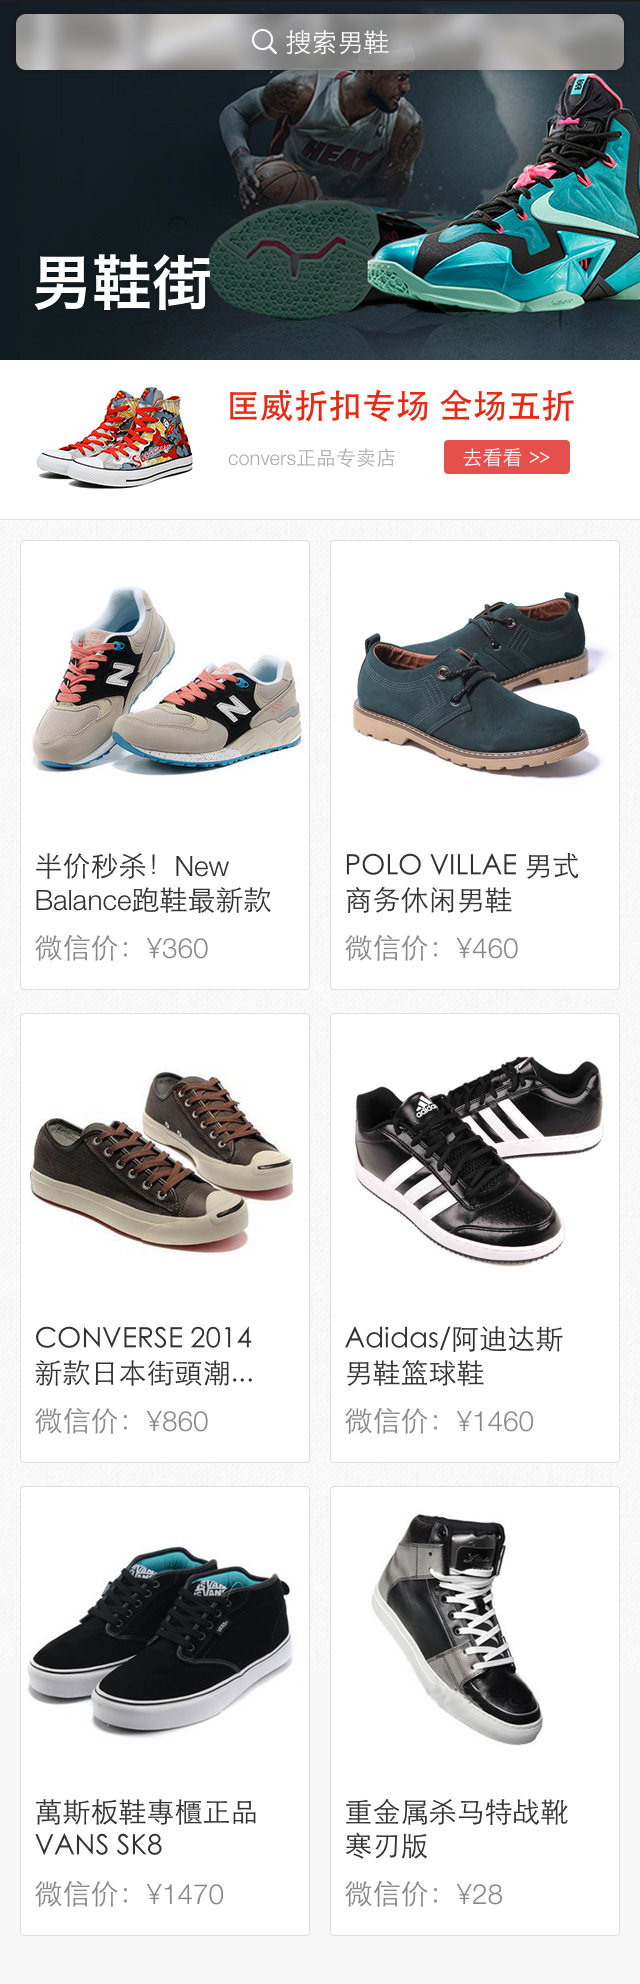 搜索男鞋
HEAT
男鞋街
匡威折扣专场 全场五折
convers正品专卖店
去看看 >>
N
N
半价秒杀！New
Balance跑鞋最新款
微信价：¥360
POLO VILLAE 男式
商务休闲男鞋
微信价：¥460
adidas
CONVERSE 2014
新款日本街頭潮...
微信价：¥860
Adidas/阿迪达斯
男鞋篮球鞋
微信价：¥1460
VANS
萬斯板鞋專櫃正品
VANS SK8
微信价：¥1470
重金属杀马特战靴
寒刃版
微信价：¥28